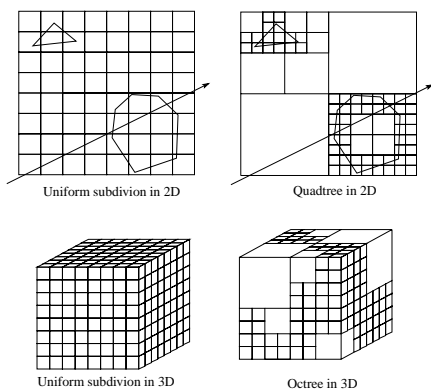 Uniform subdivion in 2D
Quadtree in 2D
Uniform subdivion in 3D
Octree in 3D